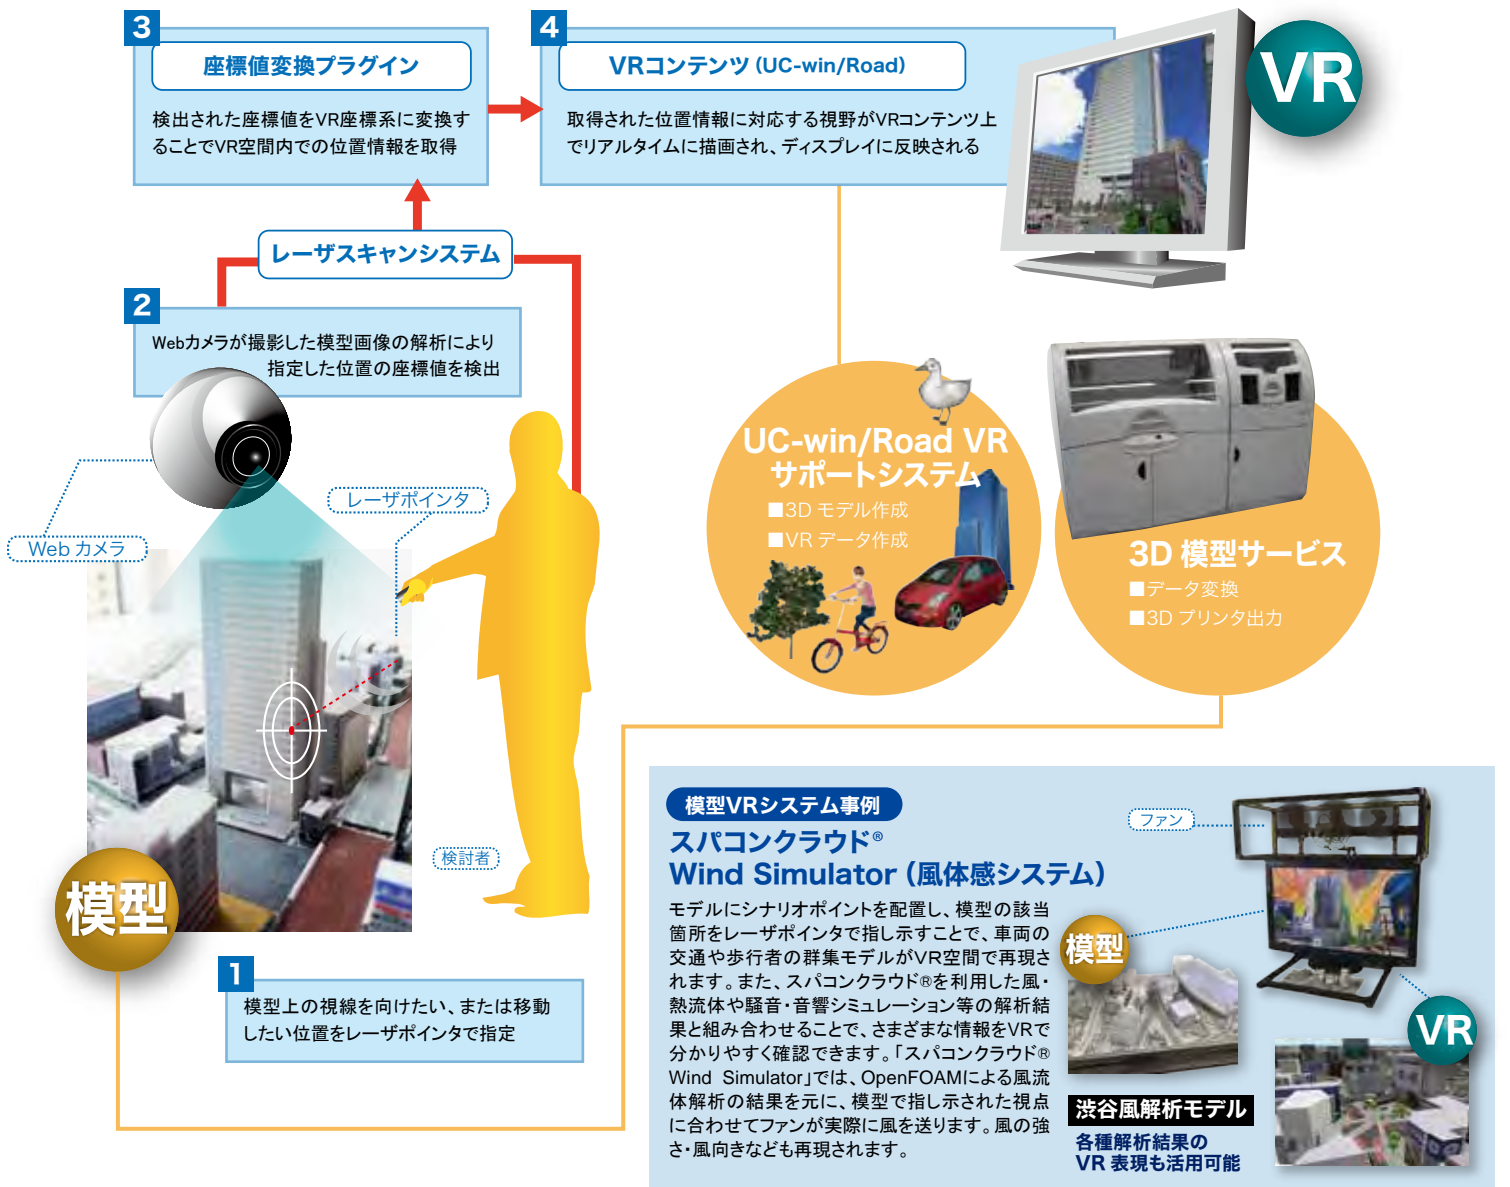 3
座標値変換プラグイン
検出された座標値をVR座標系に変換す
ることでVR空間内での位置情報を取得
4
VRコンテンツ(UC-win/Road)
取得された位置情報に対応する視野がVRコンテンツ上
でリアルタイムに描画され、ディスプレイに反映される
VR
レーザスキャンシステム
2
Webカメラが撮影した模型画像の解析により
指定した位置の座標値を検出
レーザポインタ
Web カメラ
検討者
模型
1
模型上の視線を向けたい、または移動
したい位置をレーザポインタで指定
UC-win/Road VR
サポートシステム
■3D モデル作成
■VR データ作成
3D 模型サービス
■データ変換
■3D プリンタ出力
模型VRシステム事例
スパコンクラウド®
Wind Simulator(風体感システム)
モデルにシナリオポイントを配置し、模型の該当
箇所をレーザポインタで指し示すことで、車両の
交通や歩行者の群集モデルがVR空間で再現さ
れます。また、スパコンクラウド®を利用した風・
熱流体や騒音・音響シミュレーション等の解析結
果と組み合わせることで、さまざまな情報をVRで
分かりやすく確認できます。「スパコンクラウド®
Wind Simulator」では、OpenFOAMによる風流
体解析の結果を元に、模型で指し示された視点
に合わせてファンが実際に風を送ります。風の強
さ・風向きなども再現されます。
ファン
模型
VR
渋谷風解析モデル
各種解析結果の
VR 表現も活用可能